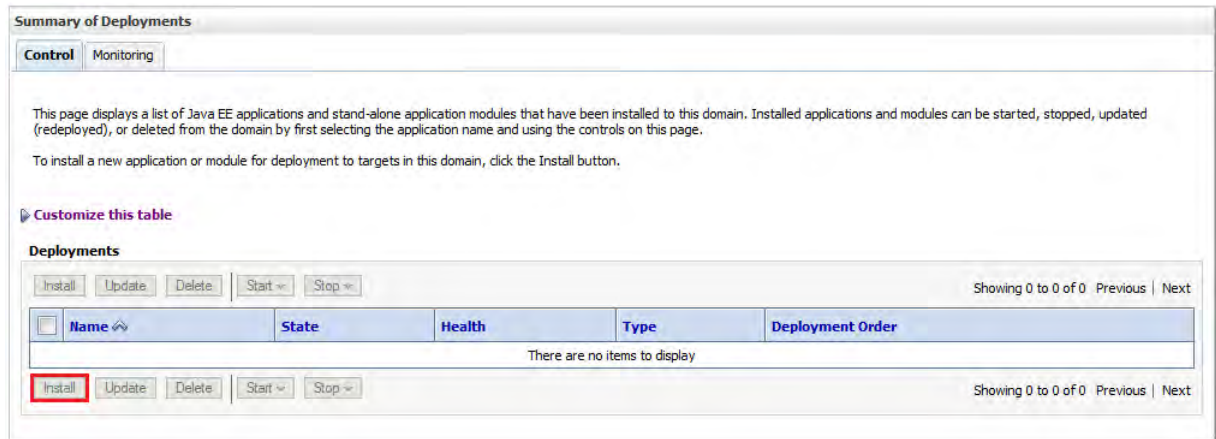 Summary of Deployments
Control Monitoring
This page displays a list of Java EE applications and stand-alone application modules that have been installed to this domain. Installed applications and modules can be started, stopped, updated
(redeployed), or deleted from the domain by first selecting the application name and using the controls on this page.
To install a new application or module for deployment to targets in this domain, click the Install button.
Customize this table
Deployments
Install Update Delete Start Stop Showing 0 to 0 of 0 Previous | Next
Name State Health Type Deployment Order
There are no items to display
Install Update Delete Start Stop Showing 0 to 0 of 0 Previous | Next